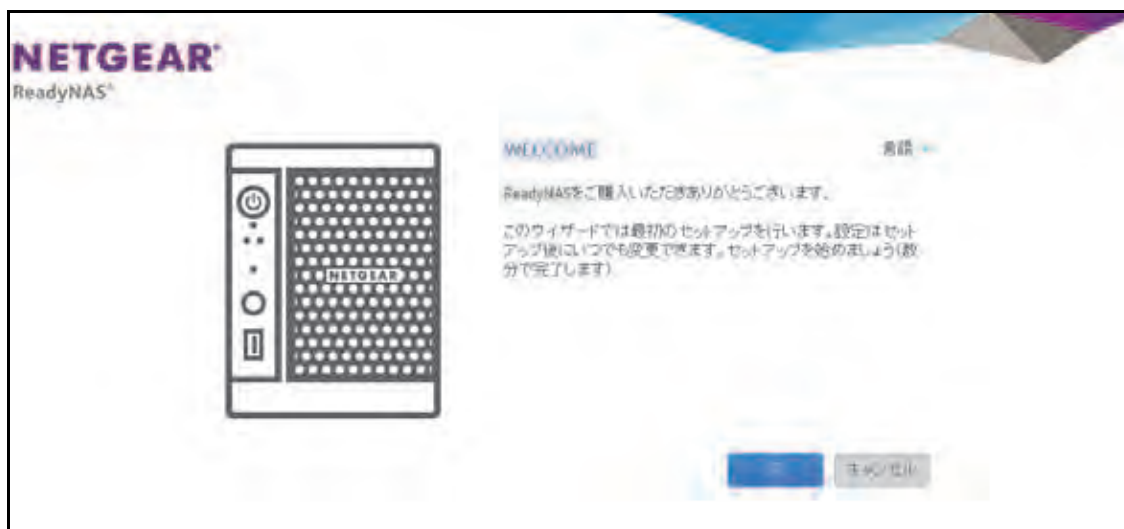 NETGEAR®
ReadyNAS®
WELCOME
言語
NETGEAR
ReadyNASをご購入いただきありがとうございます。
このウィザードでは最初のセットアップを行います。設定はセット
アップ後にいつでも変更できます。セットアップを始めましょう(数
分で完了します)
キャンセル